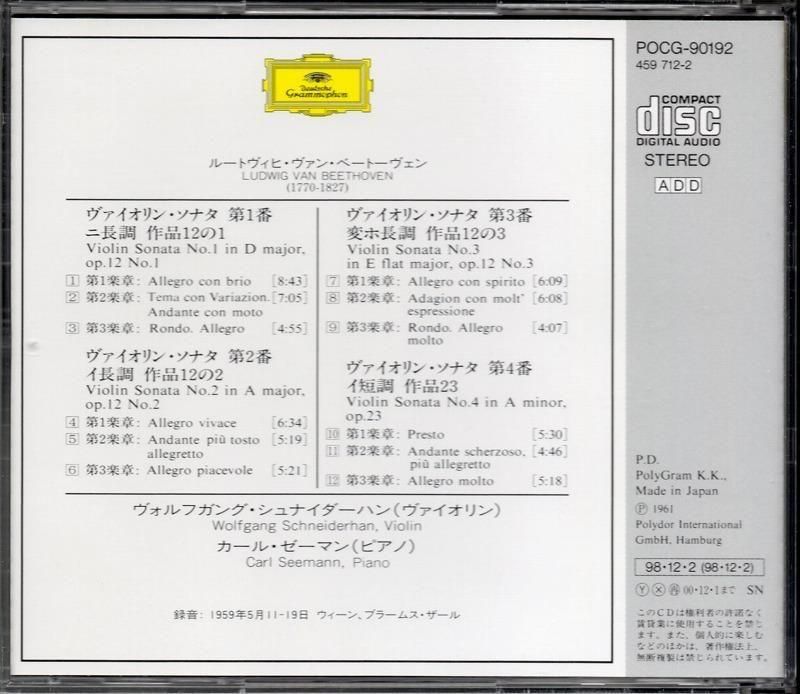 Deutsche
Grammophon
ルートヴィヒ・ヴァン・ベートーヴェン
LUDWIG VAN BEETHOVEN
(1770-1827)
ヴァイオリン・ソナタ 第1番
ニ長調 作品12の1
Violin Sonata No.1 in D major,
op.12 No.1
1 第1楽章: Allegro con brio [8:43]
2 第2楽章: Tema con Variazion. [7:05]
Andante con moto
3 第3楽章: Rondo. Allegro [4:55]
ヴァイオリン・ソナタ 第2番
イ長調 作品12の2
Violin Sonata No.2 in A major,
op.12 No.2
4 第1楽章: Allegro vivace [6:34]
5 第2楽章: Andante più tosto [5:19]
allegretto
6 第3楽章: Allegro piacevole [5:21]
ヴァイオリン・ソナタ 第3番
変ホ長調 作品12の3
Violin Sonata No.3
in E flat major, op.12 No.3
7 第1楽章: Allegro con spirito [6:09]
8 第2楽章: Adagion con molt' [6:08]
espressione
9 第3楽章: Rondo. Allegro [4:07]
molto
ヴァイオリン・ソナタ 第4番
イ短調 作品23
Violin Sonata No.4 in A minor,
op.23
10 第1楽章: Presto [5:30]
11 第2楽章: Andante scherzoso, [4:46]
più allegretto
12 第3楽章: Allegro molto [5:18]
ヴォルフガング・シュナイダーハン(ヴァイオリン)
Wolfgang Schneiderhan, Violin
カール・ゼーマン(ピアノ)
Carl Seemann, Piano
録音: 1959年5月11-19日 ウィーン、ブラームス・ザール
POCG-90192
459 712-2
COMPACT
disc
DIGITAL AUDIO
STEREO
ADD
P.D.
PolyGram K.K.,
Made in Japan
Ⓟ 1961
Polydor International
GmbH, Hamburg
98・12・2 (98・12・2)
Ⓨ Ⓧ ㊢ 00・12・1まで SN
このCDは権利者の許諾なく
賃貸業に使用することを禁じ
ます。また、個人的に楽しむ
などのほかは、著作権法上、
無断複製は禁じられています。